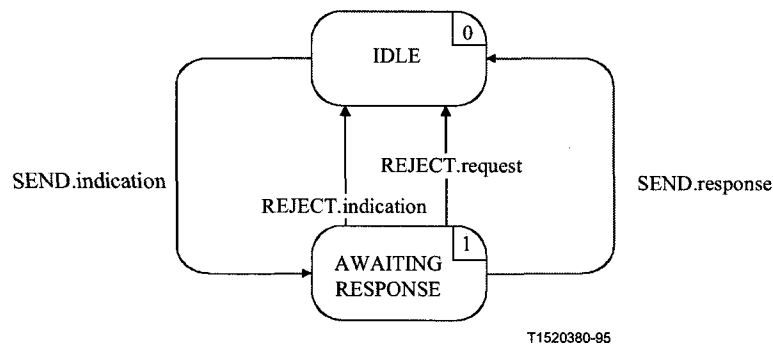 0
IDLE
REJECT.request
SEND.indication
SEND.response
REJECT.indication
1
AWAITING
RESPONSE
T1520380-95